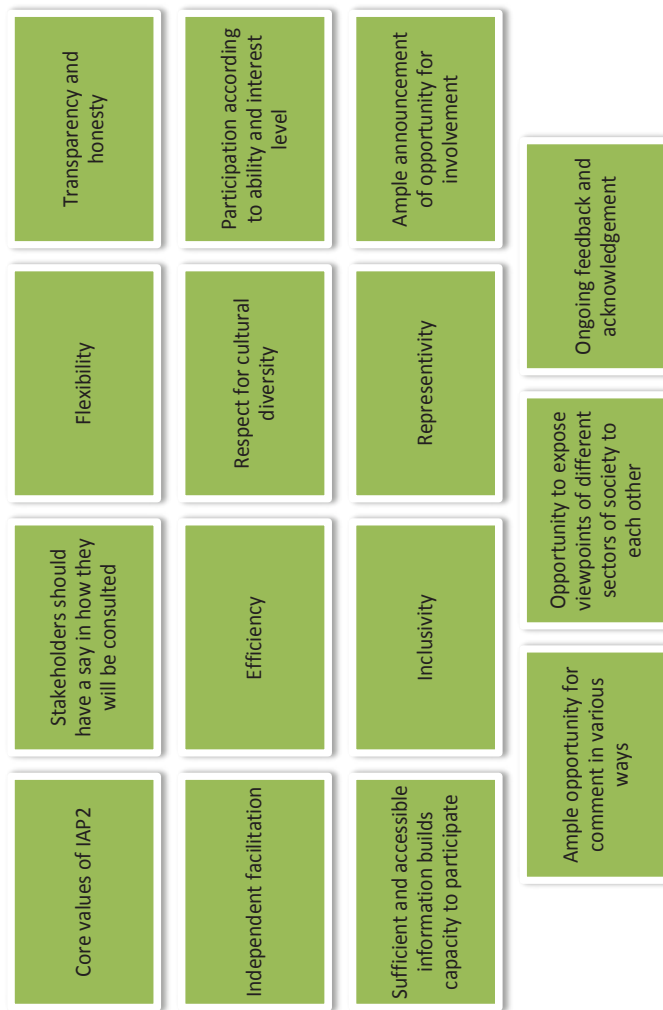 Core values of IAP2
Stakeholders should
have a say in how they
will be consulted
Flexibility
Transparency and
honesty
Independent facilitation
Efficiency
Respect for cultural
diversity
Participation according
to ability and interest
level
Sufficient and accessible
information builds
capacity to participate
Inclusivity
Representivity
Ample announcement
of opportunity for
involvement
Ample opportunity for
comment in various
ways
Opportunity to expose
viewpoints of different
sectors of society to
each other
Ongoing feedback and
acknowledgement